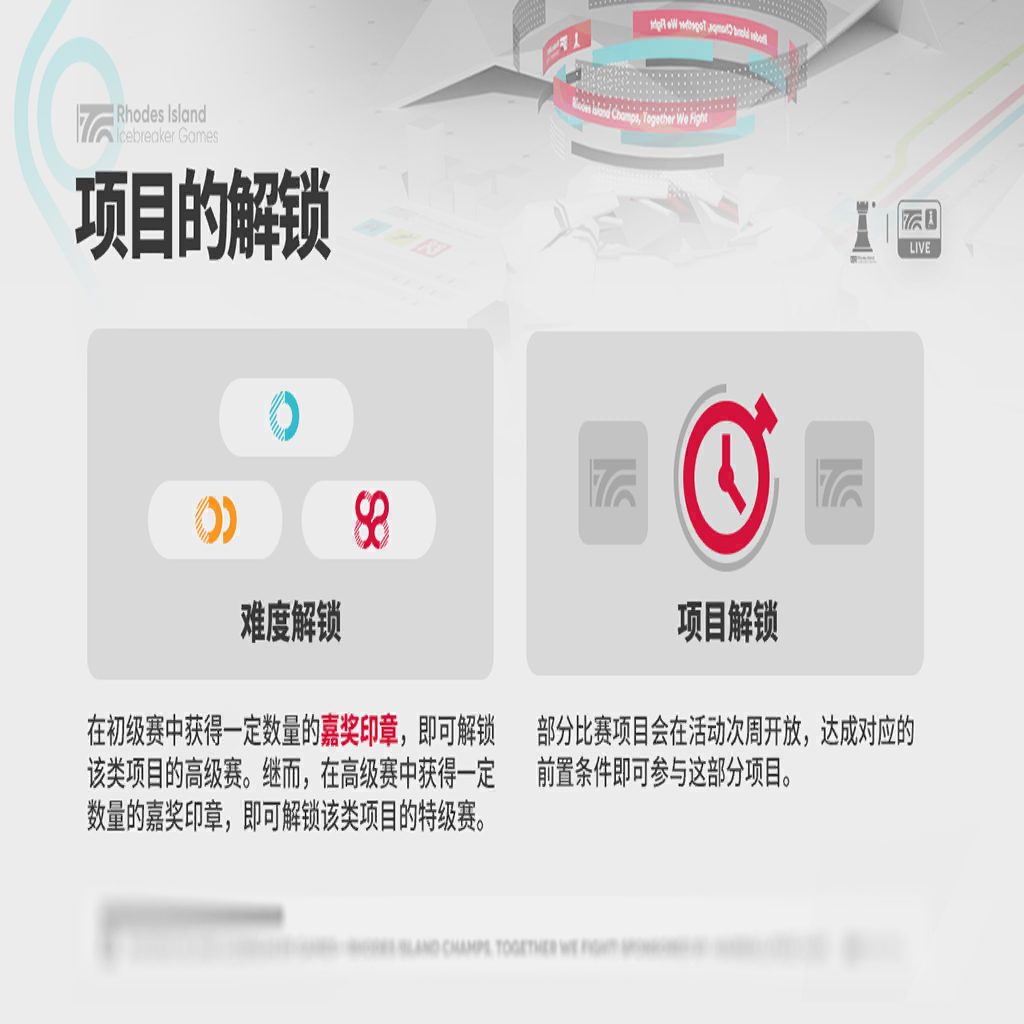 Rhodes Island Champs, Together We Fight
Rhodes Island Champs, Together We Fight
Rhodes Island
Icebreaker Games
项目的解锁
LIVE
难度解锁
项目解锁
在初级赛中获得一定数量的嘉奖印章，即可解锁
该类项目的高级赛。继而，在高级赛中获得一定
数量的嘉奖印章，即可解锁该类项目的特级赛。
部分比赛项目会在活动次周开放，达成对应的
前置条件即可参与这部分项目。
RHODES ISLAND CHAMPS, TOGETHER WE FIGHT